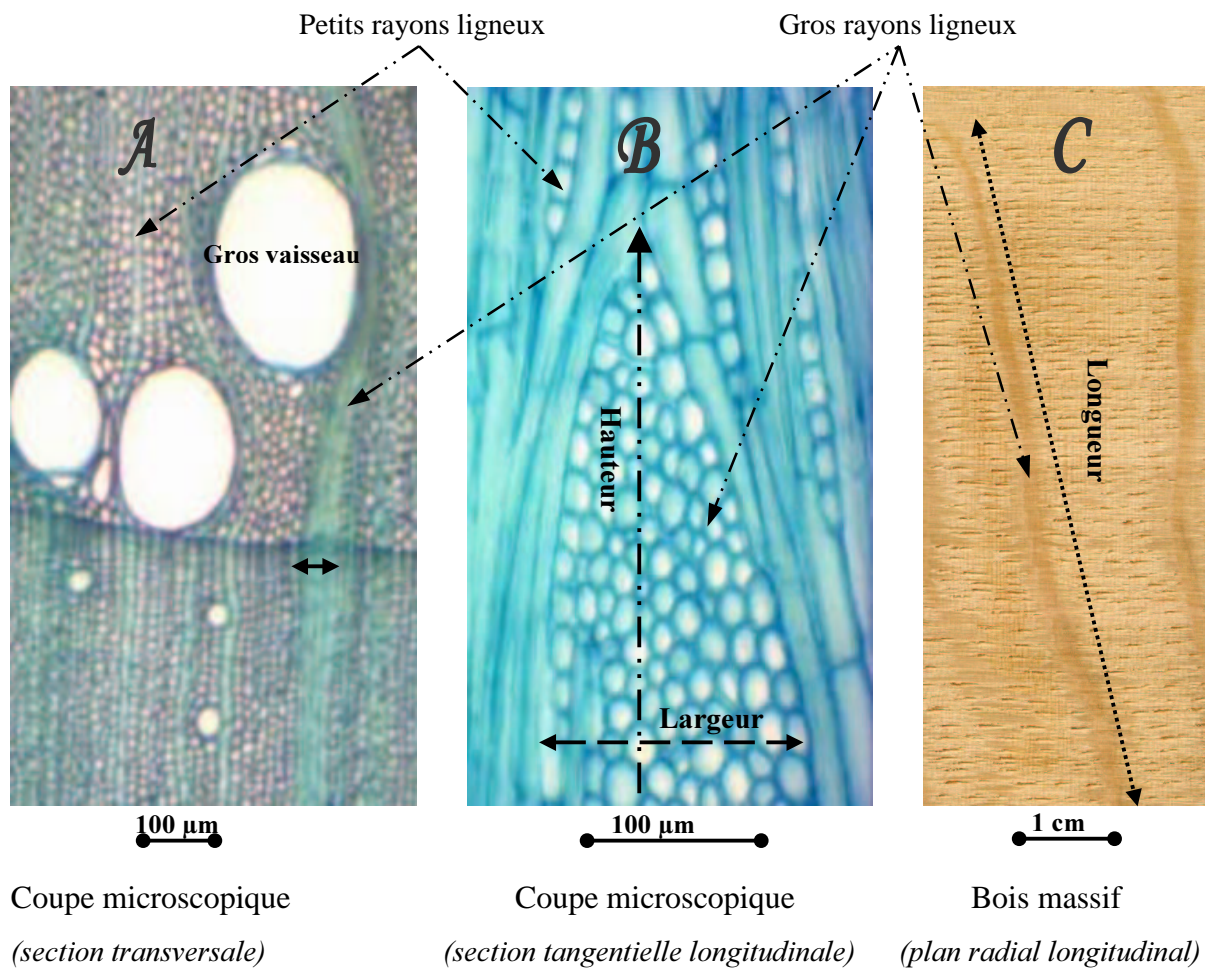 Petits rayons ligneux
Gros rayons ligneux
A
B
C
Gros vaisseau
Hauteur
Longueur
Largeur
100 µm
100 µm
1 cm
Coupe microscopique
(section transversale)
Coupe microscopique
(section tangentielle longitudinale)
Bois massif
(plan radial longitudinal)